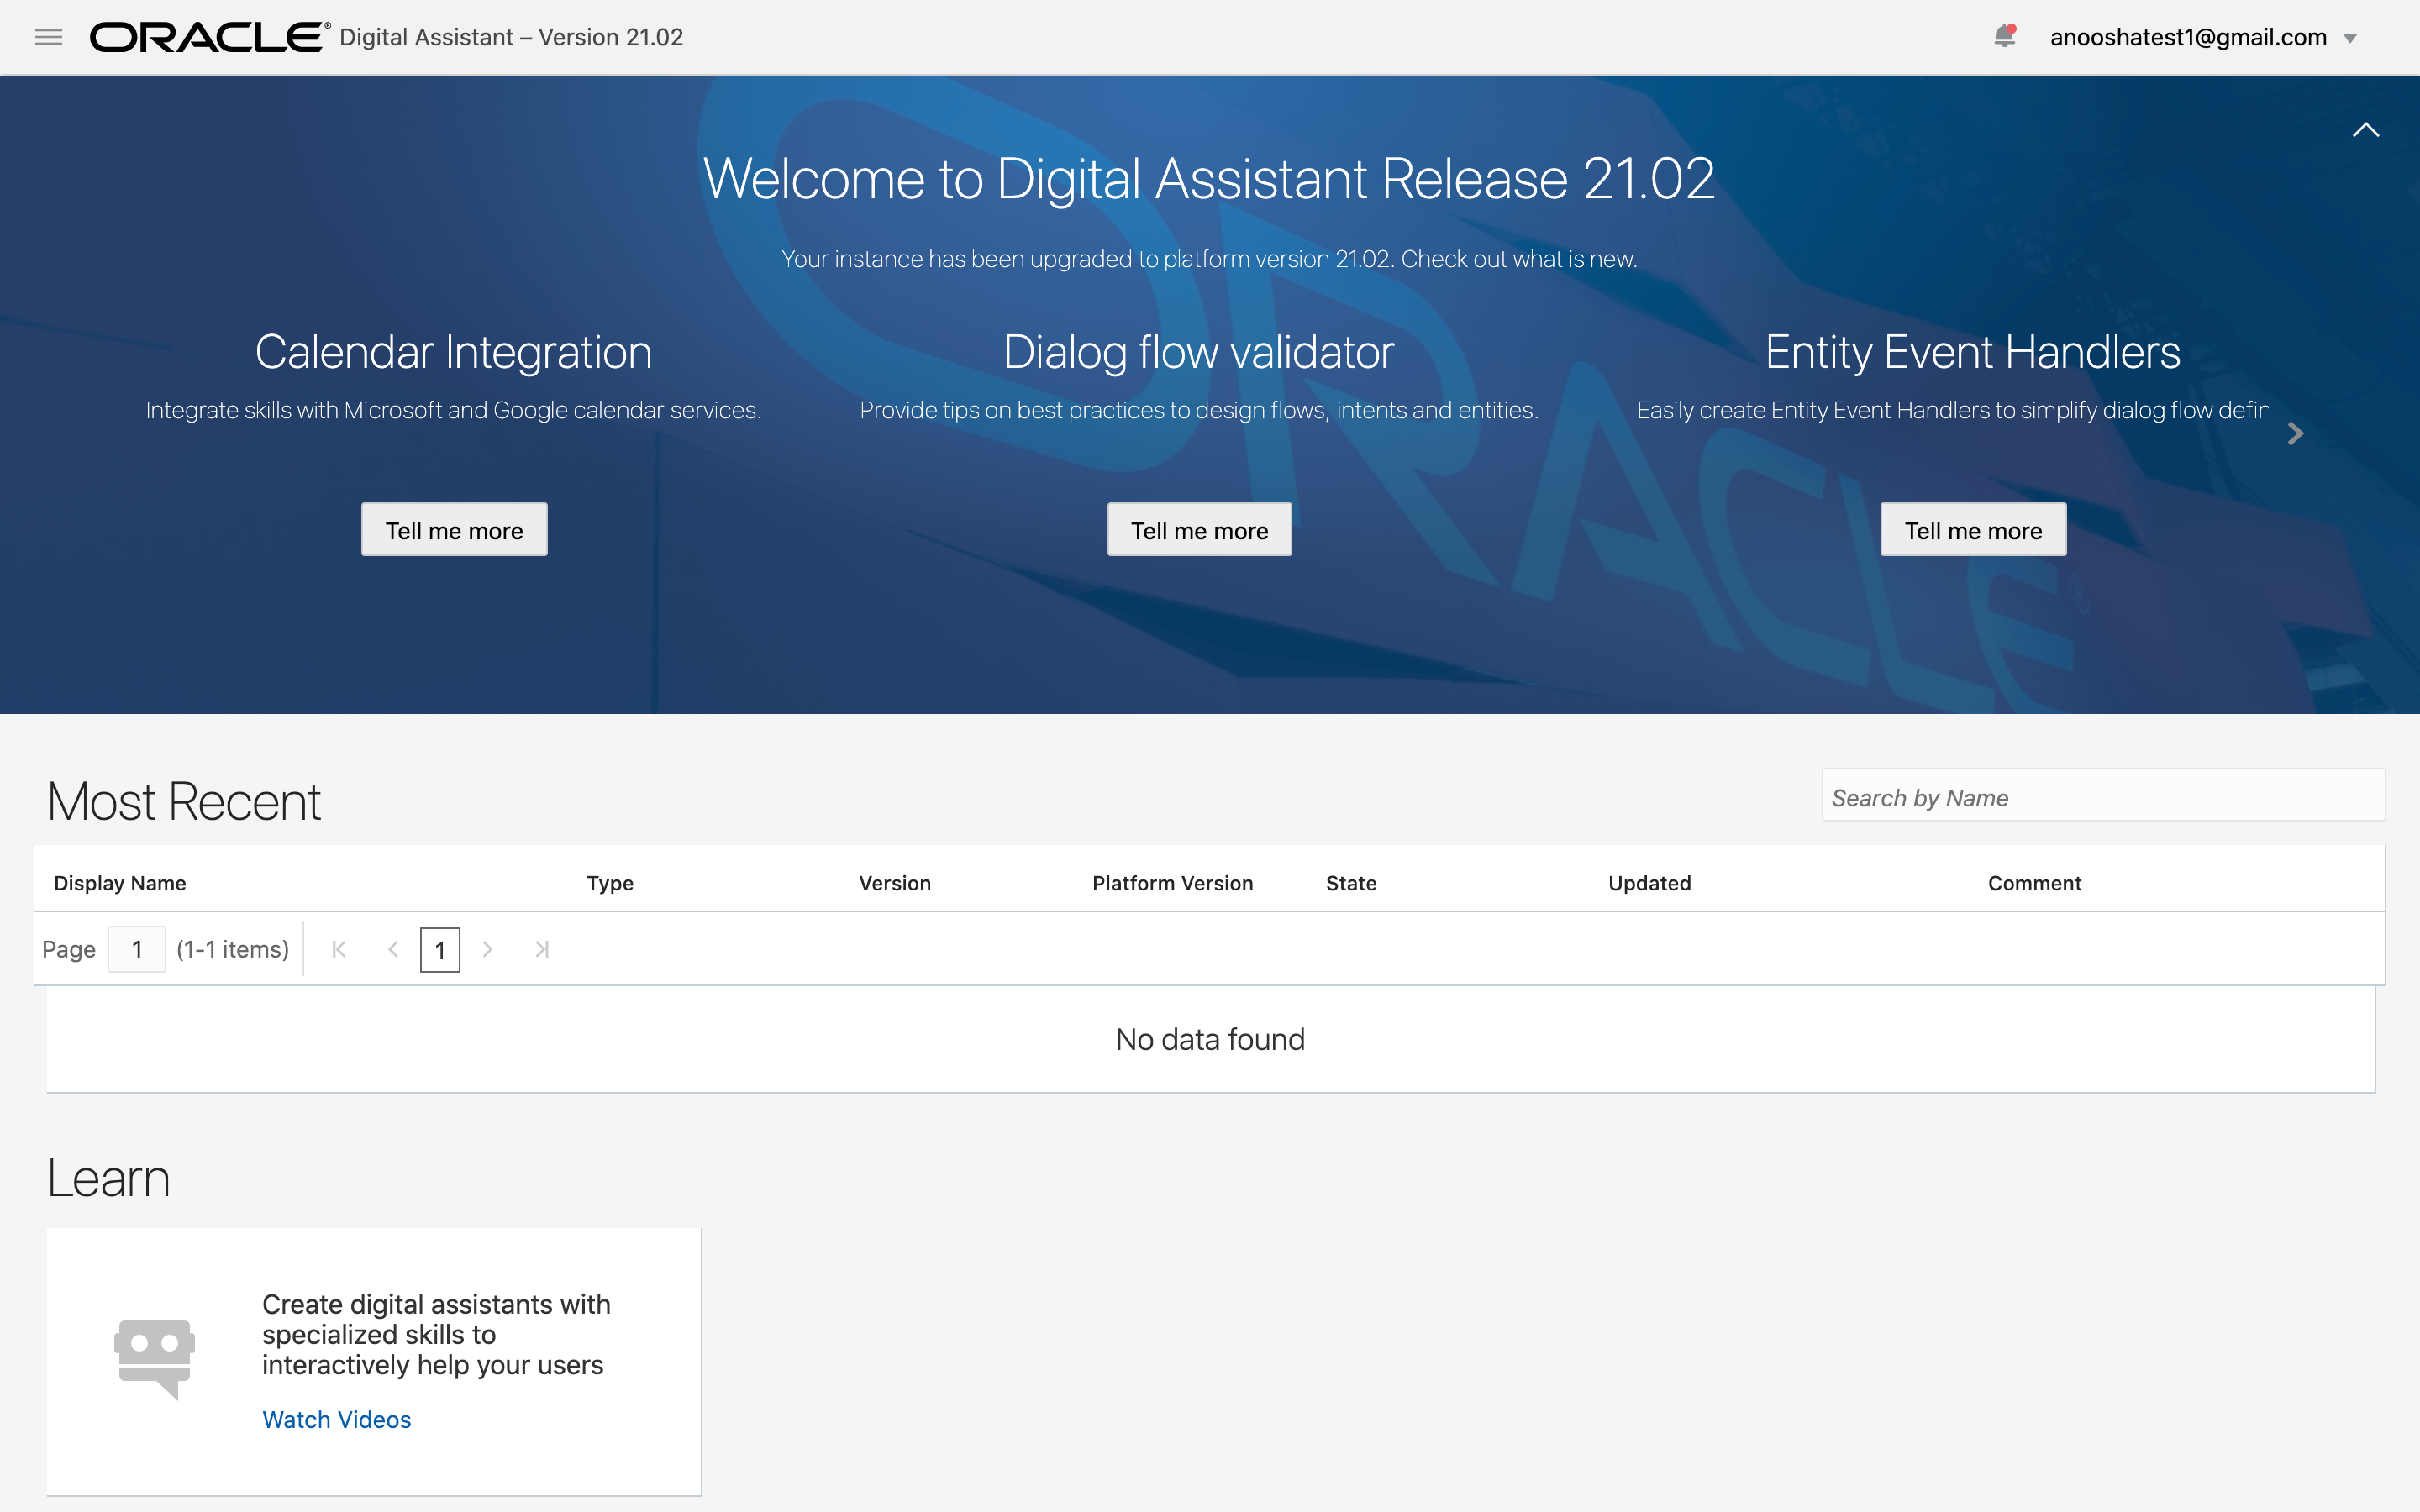 ORACLE® Digital Assistant – Version 21.02
anooshatest1@gmail.com
Welcome to Digital Assistant Release 21.02
Your instance has been upgraded to platform version 21.02. Check out what is new.
Calendar Integration
Integrate skills with Microsoft and Google calendar services.
Tell me more
Dialog flow validator
Provide tips on best practices to design flows, intents and entities.
Tell me more
Entity Event Handlers
Easily create Entity Event Handlers to simplify dialog flow defin
Tell me more
ORACLE®
Most Recent
Search by Name
Display Name Type Version Platform Version State Updated Comment
Page 1 (1-1 items) 1
No data found
Learn
Create digital assistants with
specialized skills to
interactively help your users
Watch Videos